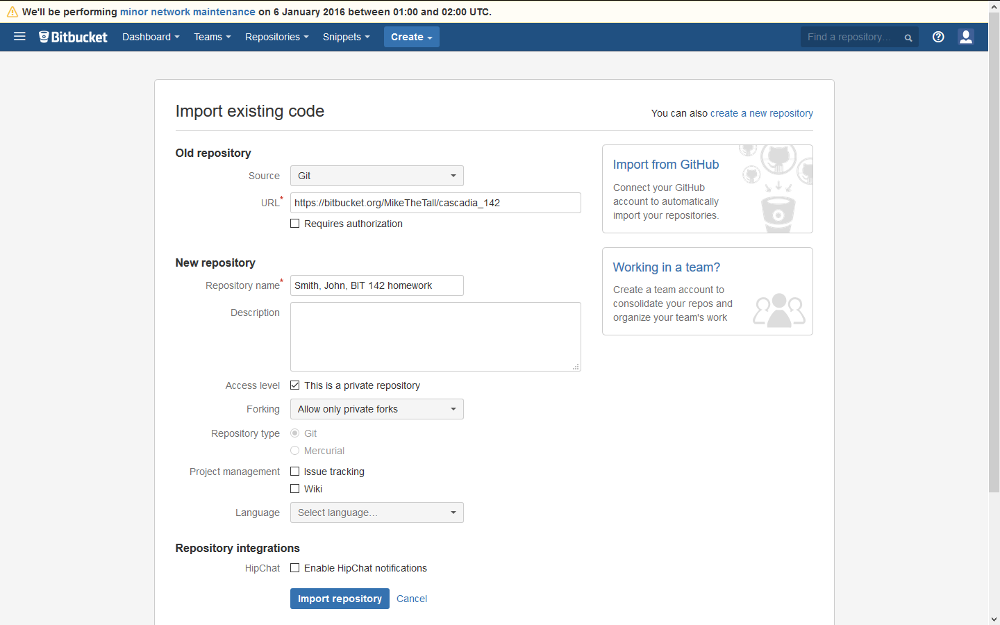 We'll be performing minor network maintenance on 6 January 2016 between 01:00 and 02:00 UTC.
Bitbucket Dashboard Teams Repositories Snippets Create Find a repository...
Import existing code
You can also create a new repository
Old repository
Source Git
URL* https://bitbucket.org/MikeTheTall/cascadia_142
Requires authorization
Import from GitHub
Connect your GitHub
account to automatically
import your repositories.
New repository
Repository name* Smith, John, BIT 142 homework
Description
Working in a team?
Create a team account to
consolidate your repos and
organize your team's work
Access level This is a private repository
Forking Allow only private forks
Repository type Git
Mercurial
Project management Issue tracking
Wiki
Language Select language...
Repository integrations
HipChat Enable HipChat notifications
Import repository Cancel